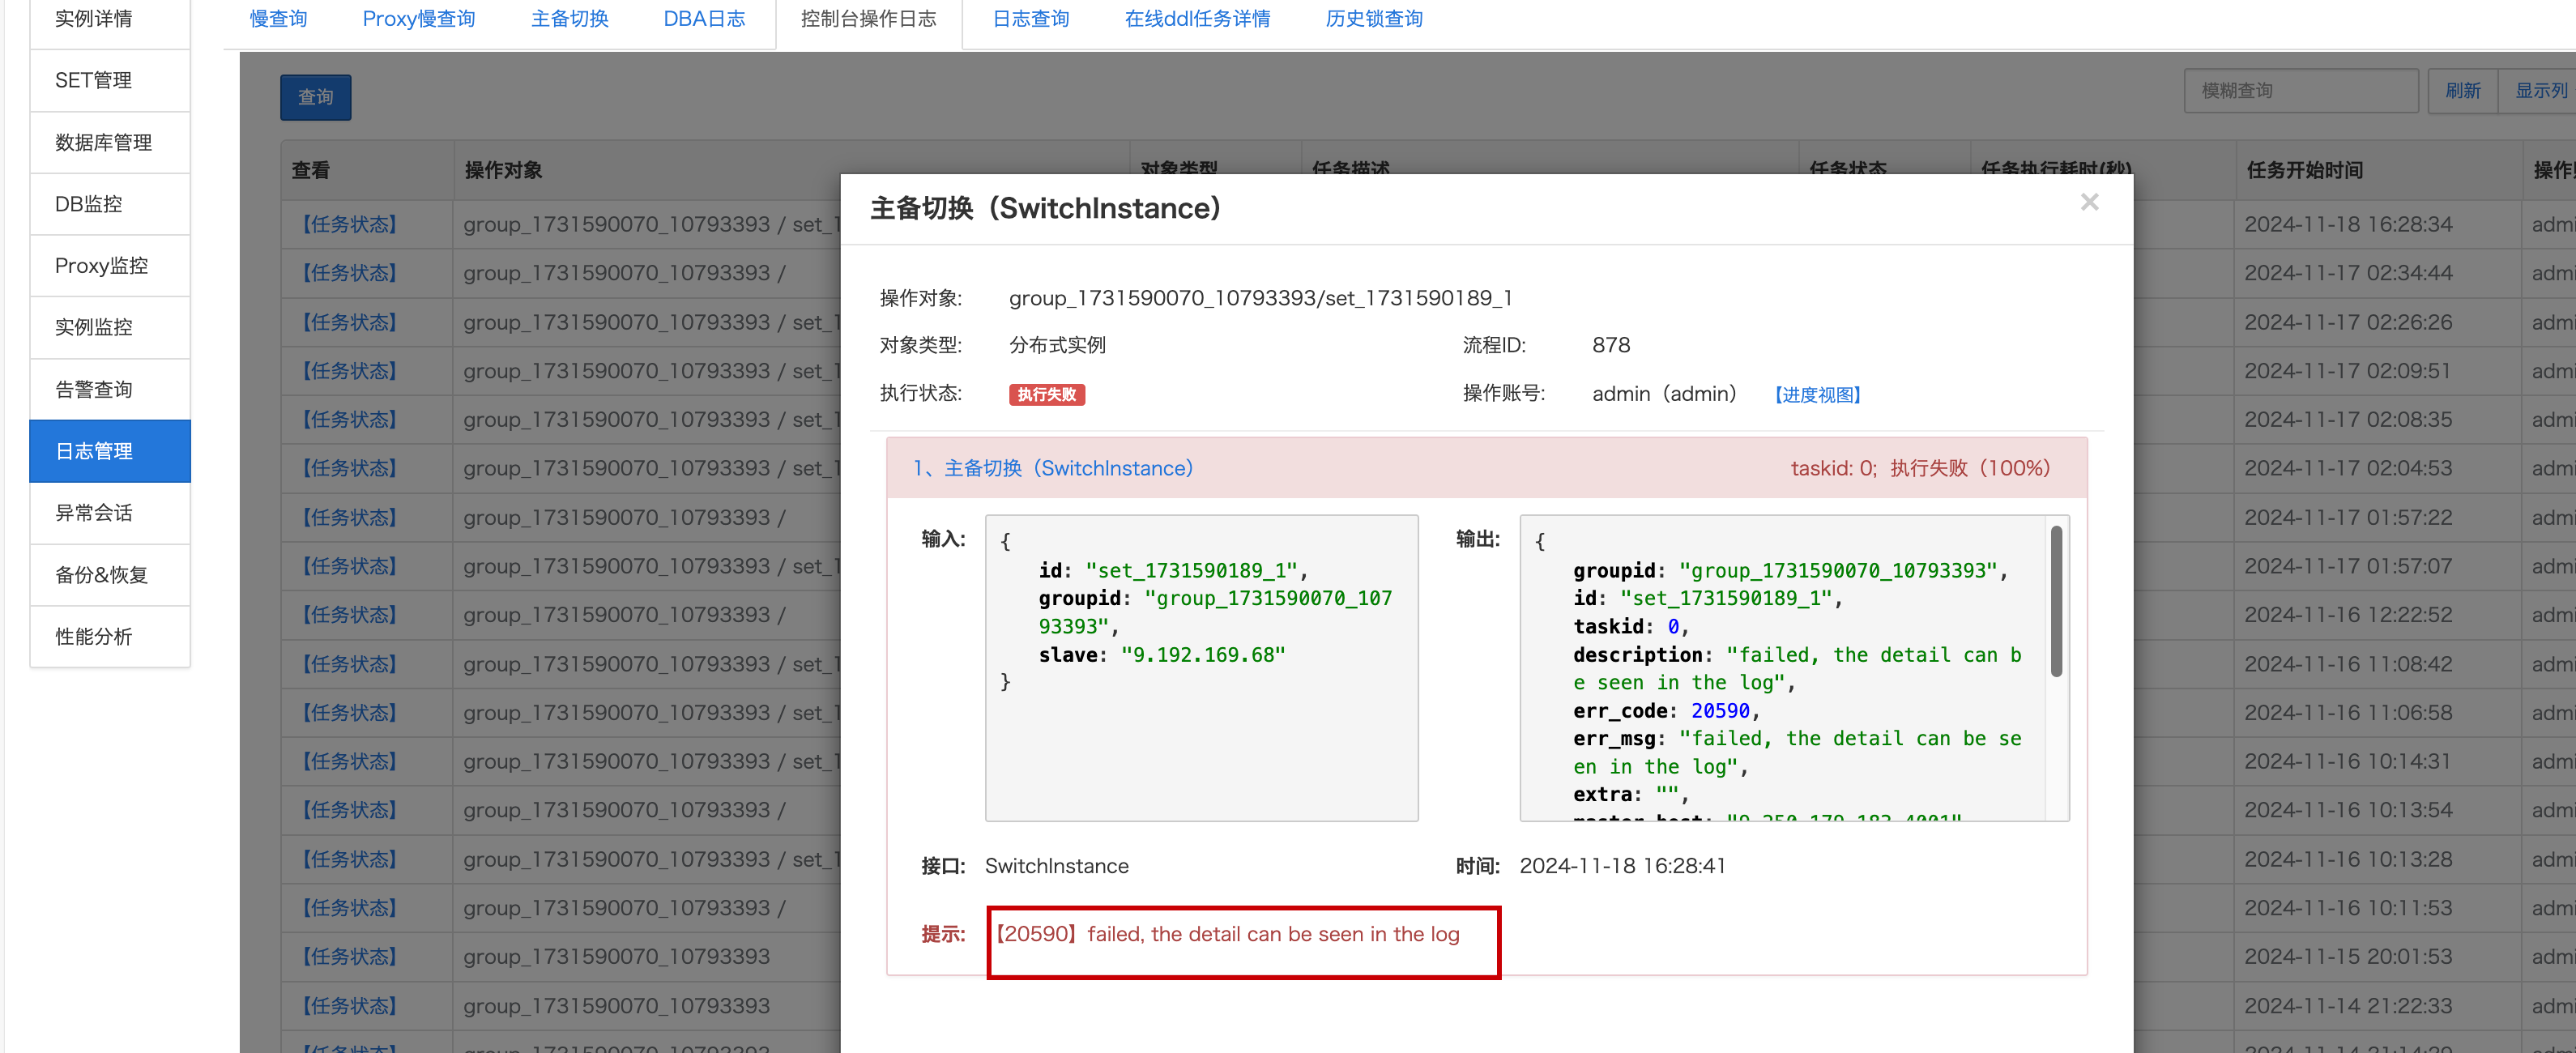 实例详情
SET管理
数据库管理
DB监控
Proxy监控
实例监控
告警查询
日志管理
异常会话
备份&恢复
性能分析
慢查询 Proxy慢查询 主备切换 DBA日志 控制台操作日志 日志查询 在线ddl任务详情 历史锁查询
查询 模糊查询 刷新 显示列
查看 操作对象 对象类型 任务描述 任务状态 任务执行耗时(秒) 任务开始时间
【任务状态】 group_1731590070_10793393 / set_1 2024-11-18 16:28:34 admi
【任务状态】 group_1731590070_10793393 / 2024-11-17 02:34:44 admi
【任务状态】 group_1731590070_10793393 / set_1 2024-11-17 02:26:26 admi
【任务状态】 group_1731590070_10793393 / set_1 2024-11-17 02:09:51 admi
【任务状态】 group_1731590070_10793393 / set_1 2024-11-17 02:08:35 admi
【任务状态】 group_1731590070_10793393 / set_1 2024-11-17 02:04:53 admi
【任务状态】 group_1731590070_10793393 / 2024-11-17 01:57:22 admi
【任务状态】 group_1731590070_10793393 / set_1 2024-11-17 01:57:07 admi
【任务状态】 group_1731590070_10793393 / 2024-11-16 12:22:52 admi
【任务状态】 group_1731590070_10793393 / set_1 2024-11-16 11:08:42 admi
【任务状态】 group_1731590070_10793393 / set_1 2024-11-16 11:06:58 admi
【任务状态】 group_1731590070_10793393 / set_1 2024-11-16 10:14:31 admi
【任务状态】 group_1731590070_10793393 / 2024-11-16 10:13:54 admi
【任务状态】 group_1731590070_10793393 / set_1 2024-11-16 10:13:28 admi
【任务状态】 group_1731590070_10793393 / 2024-11-16 10:11:53 admi
【任务状态】 group_1731590070_10793393 2024-11-15 20:01:53 admi
【任务状态】 group_1731590070_10793393 2024-11-14 21:22:33 admi
主备切换（SwitchInstance） ×
操作对象: group_1731590070_10793393/set_1731590189_1
对象类型: 分布式实例 流程ID: 878
执行状态: 执行失败 操作账号: admin（admin） 【进度视图】
1、主备切换（SwitchInstance） taskid: 0; 执行失败（100%）
输入:
{
id: "set_1731590189_1",
groupid: "group_1731590070_107
93393",
slave: "9.192.169.68"
}
输出:
{
groupid: "group_1731590070_10793393",
id: "set_1731590189_1",
taskid: 0,
description: "failed, the detail can b
e seen in the log",
err_code: 20590,
err_msg: "failed, the detail can be se
en in the log",
extra: "",
接口: SwitchInstance 时间: 2024-11-18 16:28:41
提示: 【20590】failed, the detail can be seen in the log